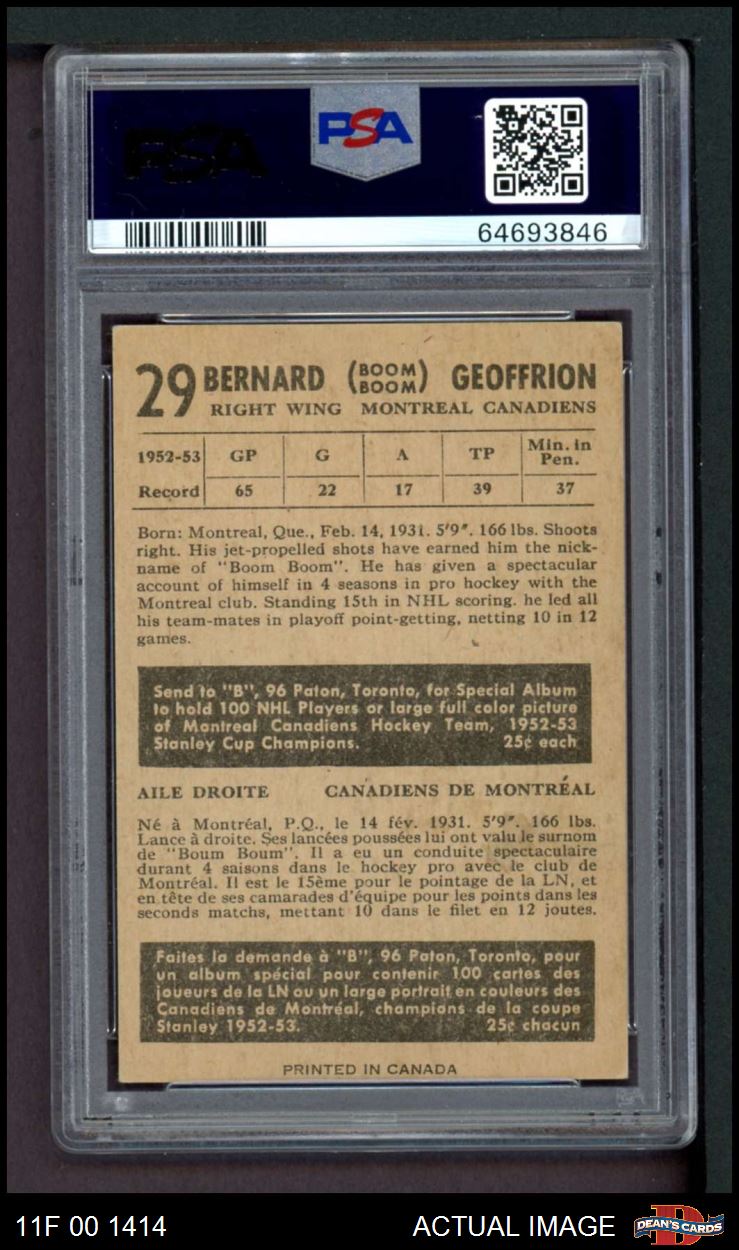 PSA
PSA
64693846
29 BERNARD (BOOM BOOM) GEOFFRION
RIGHT WING MONTREAL CANADIENS
1952-53 GP G A TP Min. in Pen.
Record 65 22 17 39 37
Born: Montreal, Que., Feb. 14, 1931. 5'9". 166 lbs. Shoots
right. His jet-propelled shots have earned him the nick-
name of "Boom Boom". He has given a spectacular
account of himself in 4 seasons in pro hockey with the
Montreal club. Standing 15th in NHL scoring. he led all
his team-mates in playoff point-getting, netting 10 in 12
games.
Send to "B", 96 Paton, Toronto, for Special Album
to hold 100 NHL Players or large full color picture
of Montreal Canadiens Hockey Team, 1952-53
Stanley Cup Champions. 25¢ each
AILE DROITE CANADIENS DE MONTRÉAL
Né à Montréal, P.Q., le 14 fév. 1931. 5'9". 166 lbs.
Lance à droite. Ses lancées poussées lui ont valu le surnom
de "Boum Boum". Il a eu un conduite spectaculaire
durant 4 saisons dans le hockey pro avec le club de
Montréal. Il est le 15ème pour le pointage de la LN, et
en tête de ses camarades d'équipe pour les points dans les
seconds matchs, mettant 10 dans le filet en 12 joutes.
Faites la demande à "B", 96 Paton, Toronto, pour
un album spécial pour contenir 100 cartes des
joueurs de la LN ou un large portrait en couleurs des
Canadiens de Montréal, champions de la coupe
Stanley 1952-53. 25¢ chacun
PRINTED IN CANADA
11F 00 1414 ACTUAL IMAGE DEAN'S CARDS